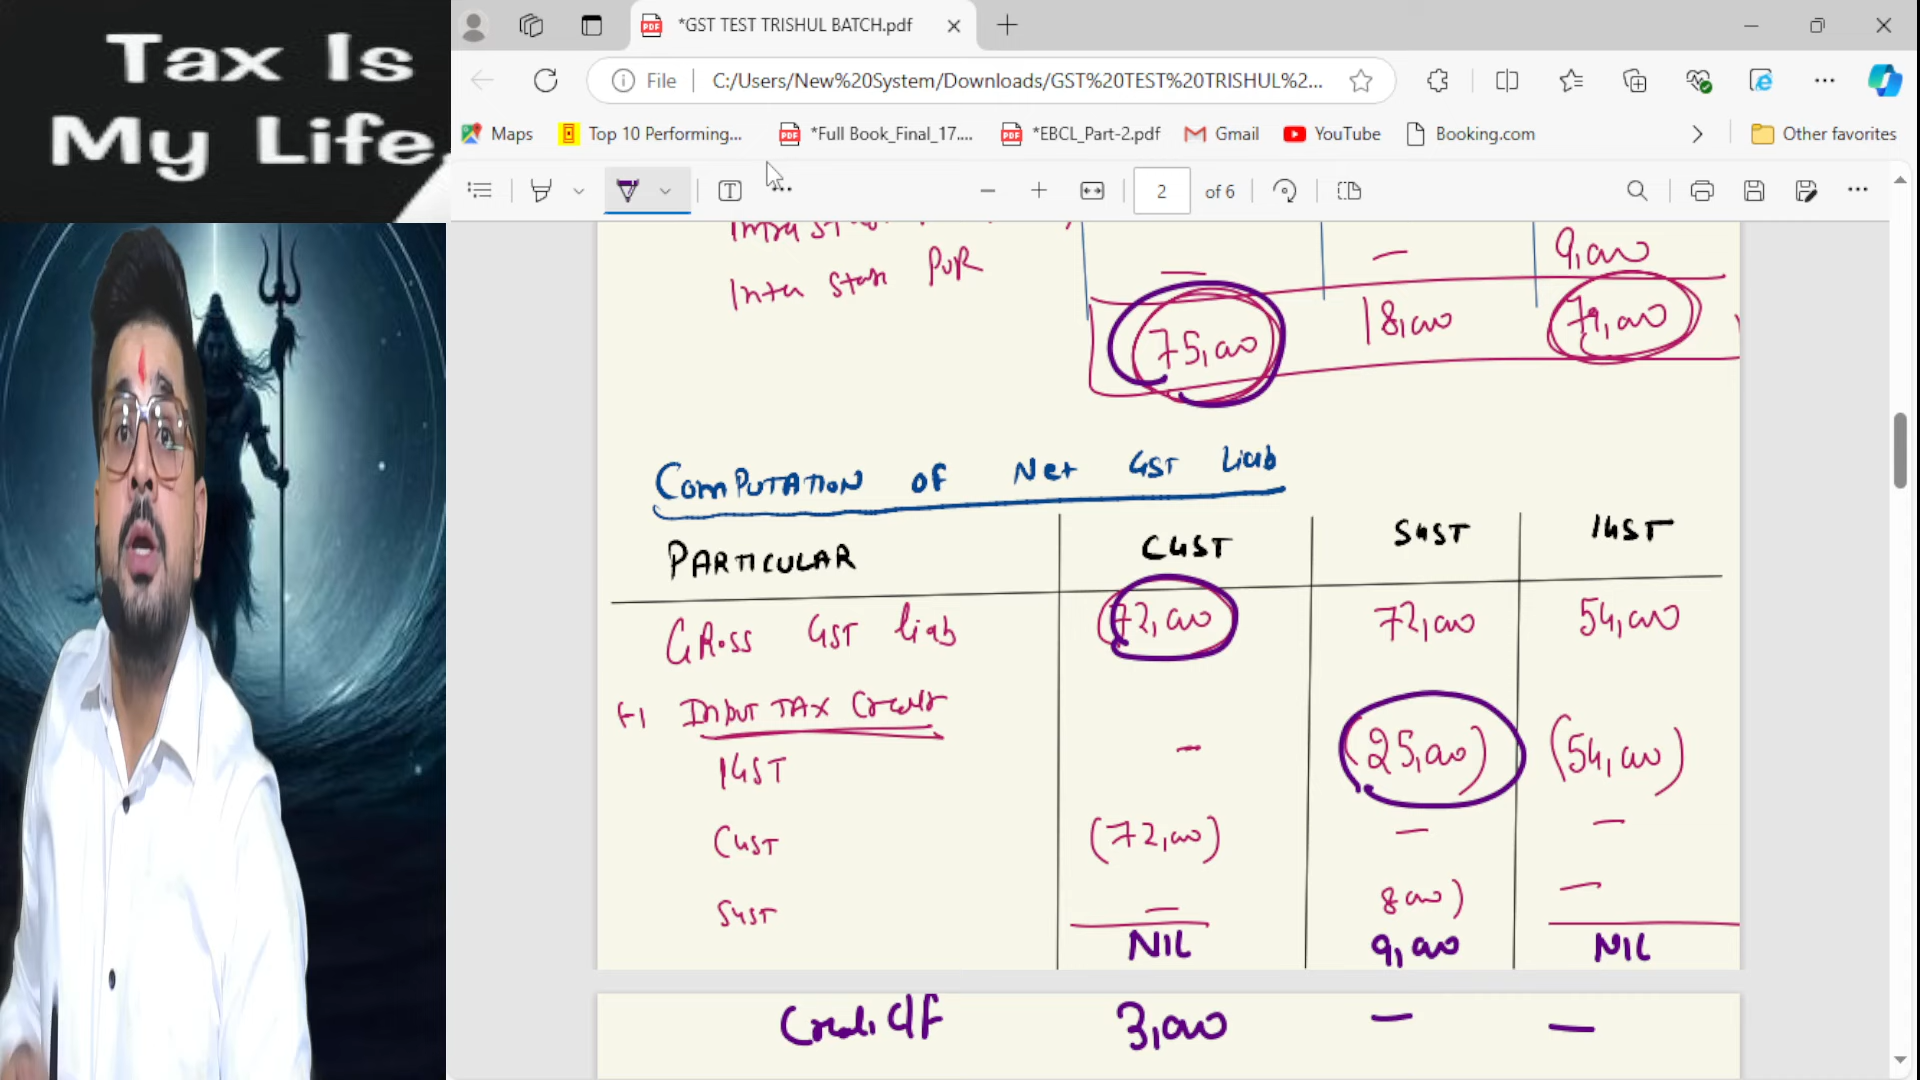 Tax Is
My Life.
*GST TEST TRISHUL BATCH.pdf
File
C:/Users/New%20System/Downloads/GST%20TEST%20TRISHUL%2...
Maps
Top 10 Performing...
*Full Book_Final_17....
*EBCL_Part-2.pdf
Gmail
YouTube
Booking.com
Other favorites
2 of 6
— — 9,000
Inter State PUR
75,000 18,000 79,000
COMPUTATION OF Net GST Liab
PARTICULAR CGST SGST IGST
GROSS GST liab 72,000 72,000 54,000
(-) INPUT TAX Credit
IGST - (25,000) (54,000)
CGST (72,000) — —
SGST — 8000) —
NIL 9,000 NIL
Credit C/F 3,000 — —